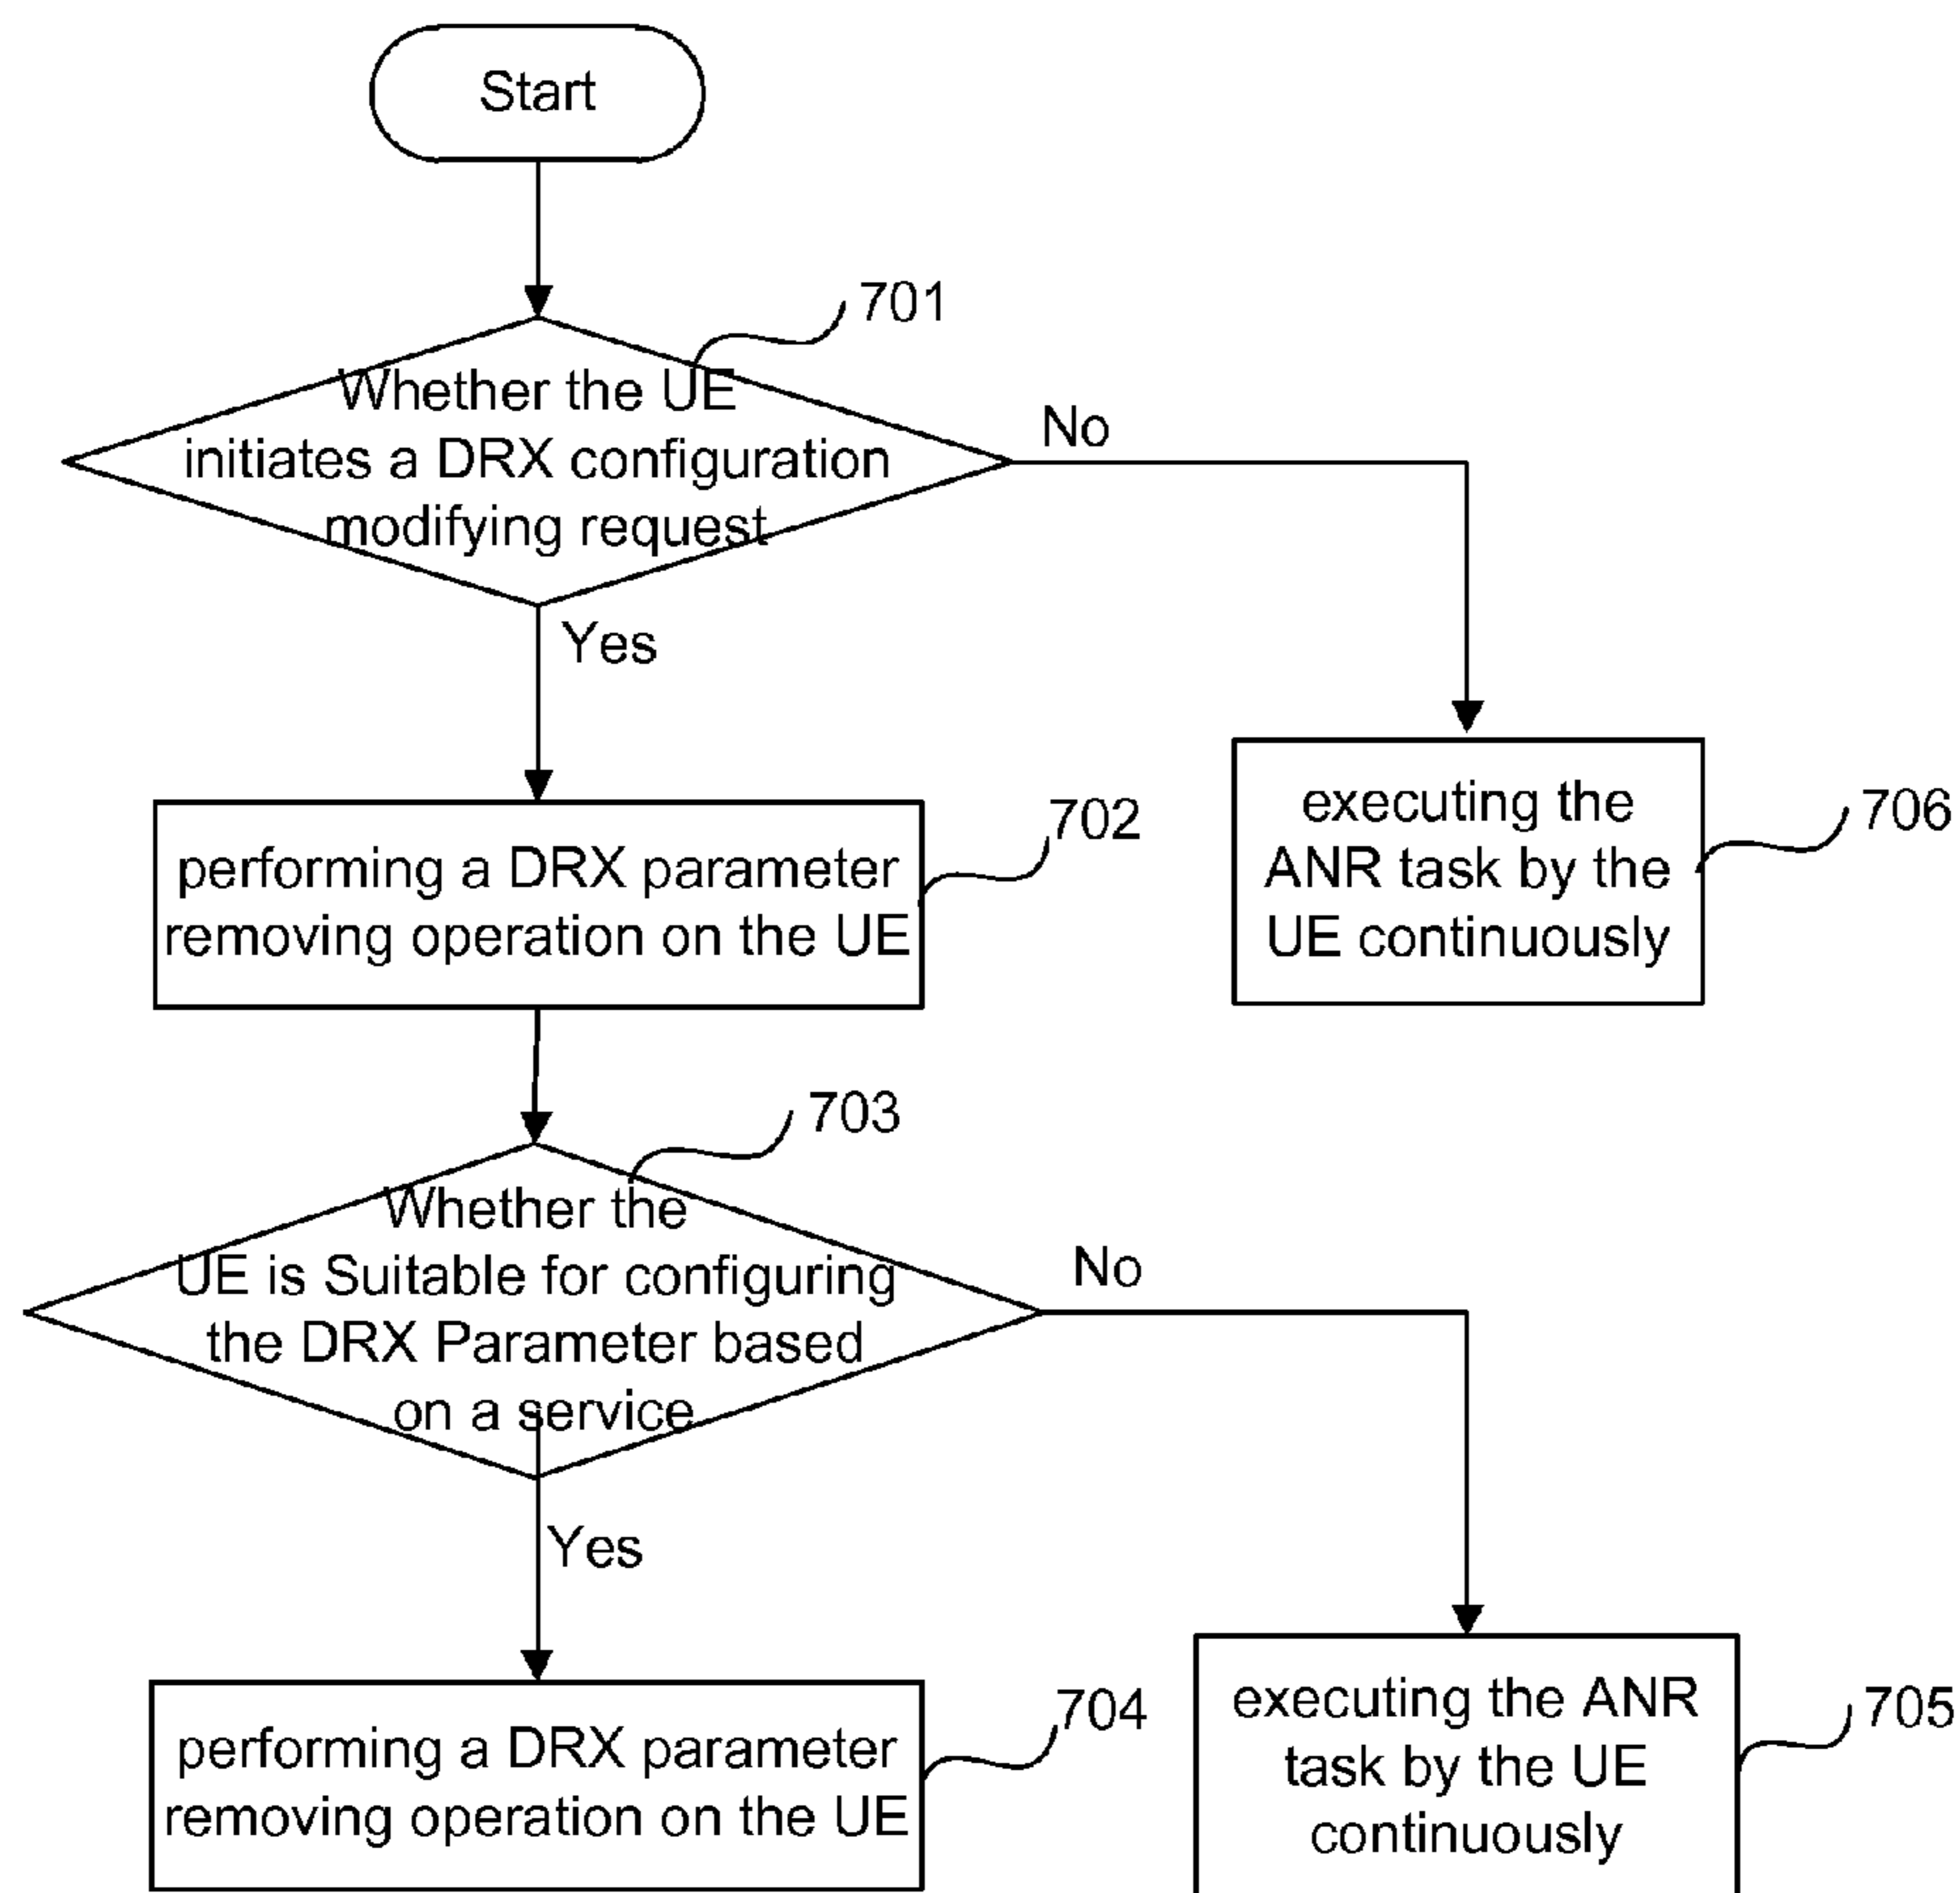 Start
701
Whether the UE
initiates a DRX configuration
modifying request
No
Yes
702
performing a DRX parameter
removing operation on the UE
706
executing the
ANR task by the
UE continuously
703
Whether the
UE is Suitable for configuring
the DRX Parameter based
on a service
No
Yes
704
performing a DRX parameter
removing operation on the UE
705
executing the ANR
task by the UE
continuously